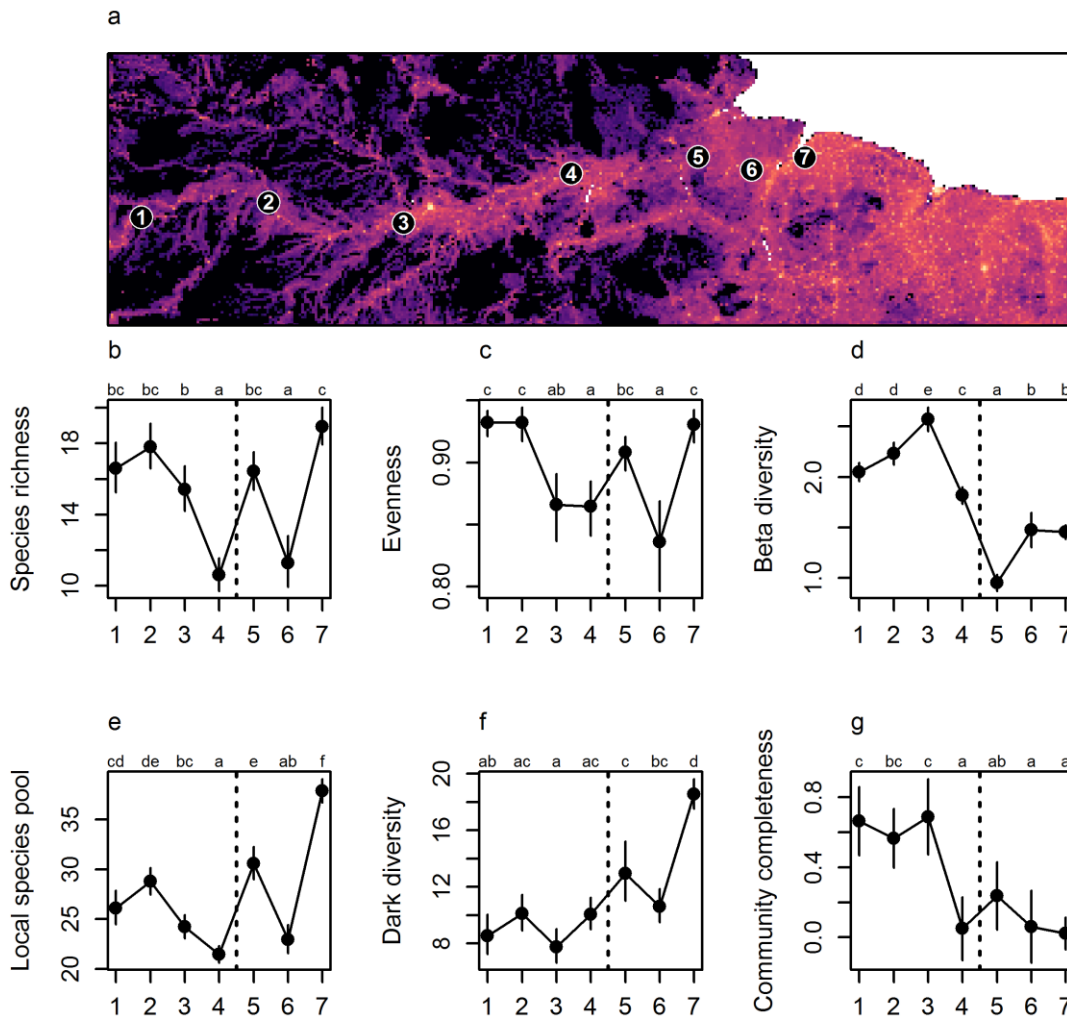 a
1 2 3 4 5 6 7
b
bc bc b a bc a c
Species richness
18
14
10
1 2 3 4 5 6 7
c
c c ab a bc a c
Evenness
0.90
0.80
1 2 3 4 5 6 7
d
d d e c a b b
Beta diversity
2.0
1.0
1 2 3 4 5 6 7
e
cd de bc a e ab f
Local species pool
35
30
25
20
1 2 3 4 5 6 7
f
ab ac a ac c bc d
Dark diversity
20
16
12
8
1 2 3 4 5 6 7
g
c bc c a ab a a
Community completeness
0.8
0.4
0.0
1 2 3 4 5 6 7